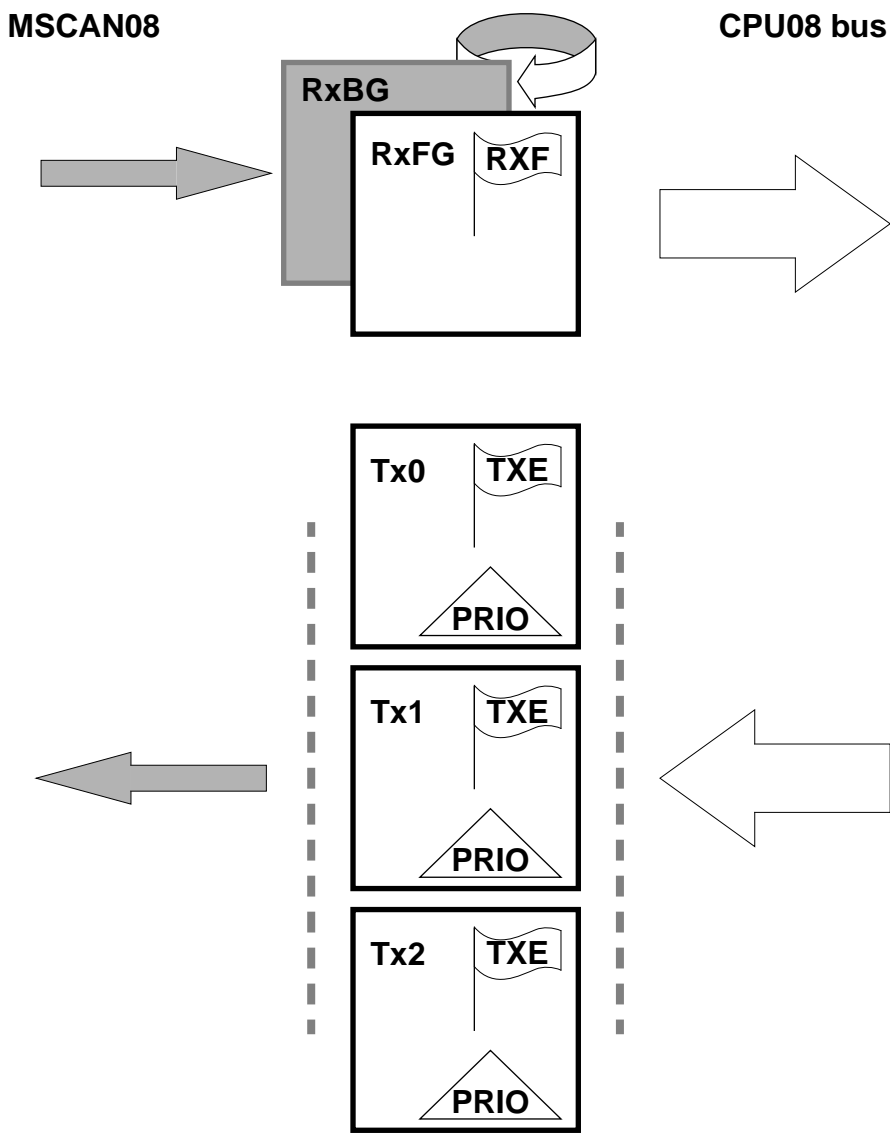 MSCAN08
CPU08 bus
RxBG
RxFG
RXF
Tx0
TXE
PRIO
Tx1
TXE
PRIO
Tx2
TXE
PRIO